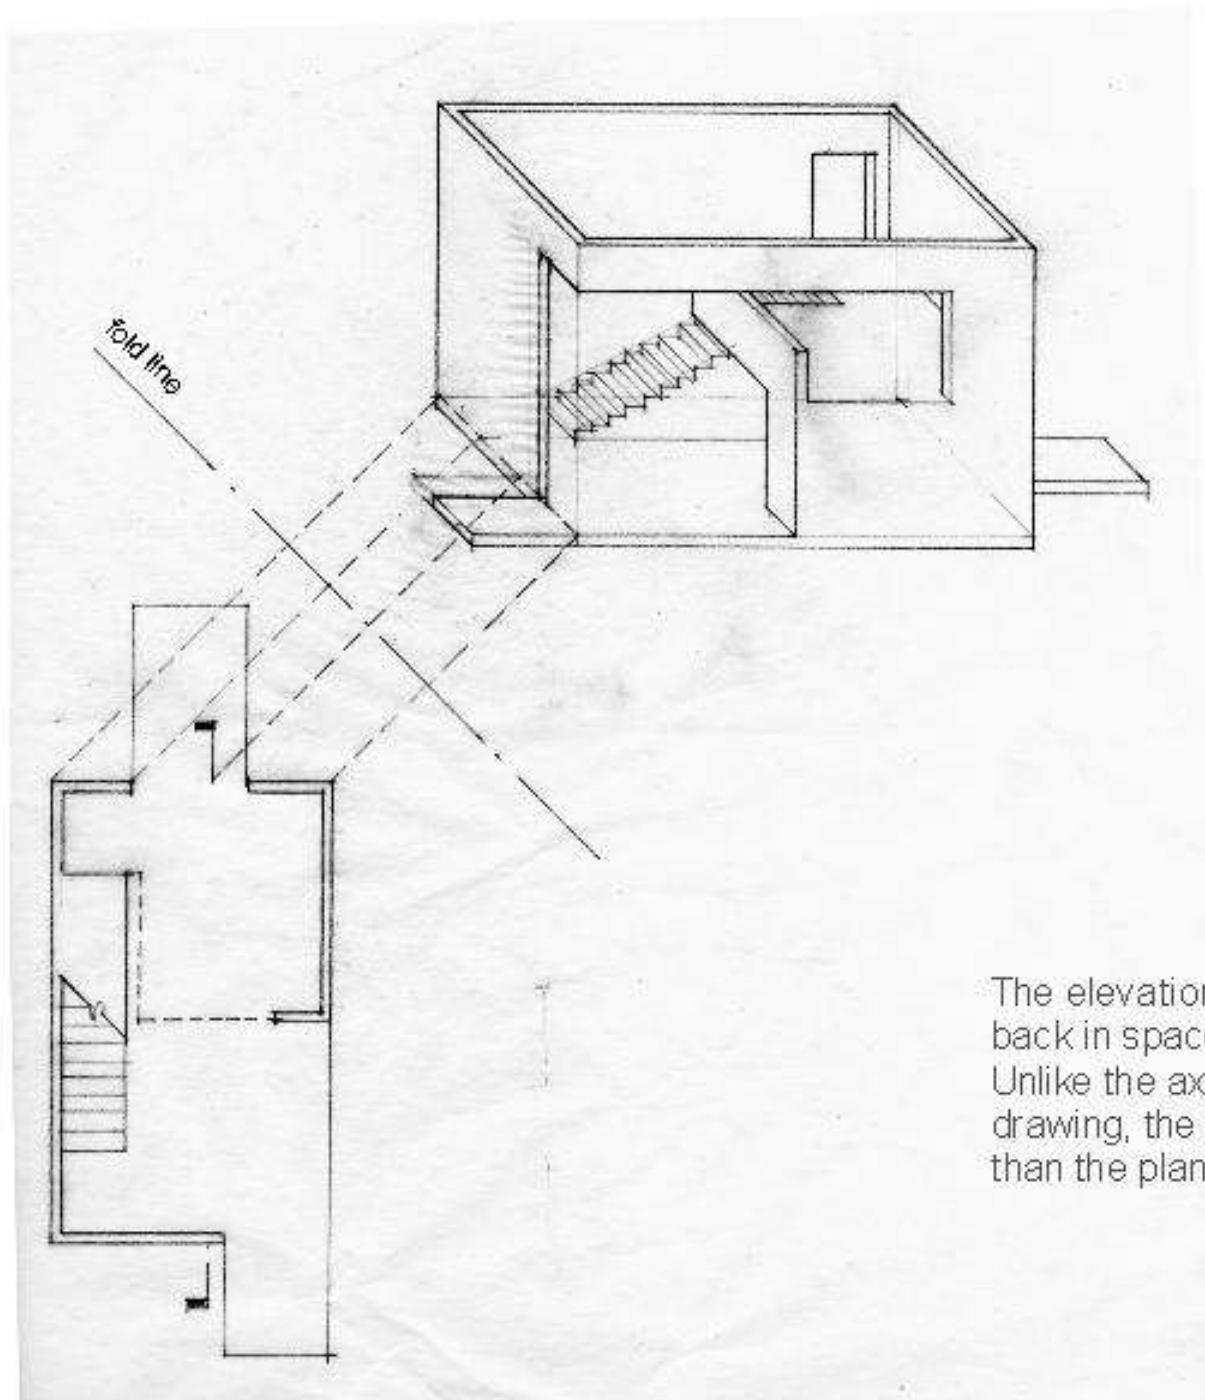 fold line
The elevation
back in spac
Unlike the ax
drawing, the
than the plan